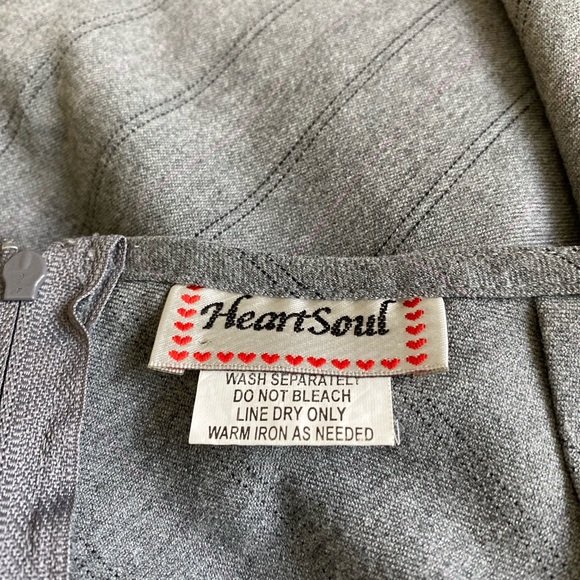 HeartSoul
WASH SEPARATELY
DO NOT BLEACH
LINE DRY ONLY
WARM IRON AS NEEDED